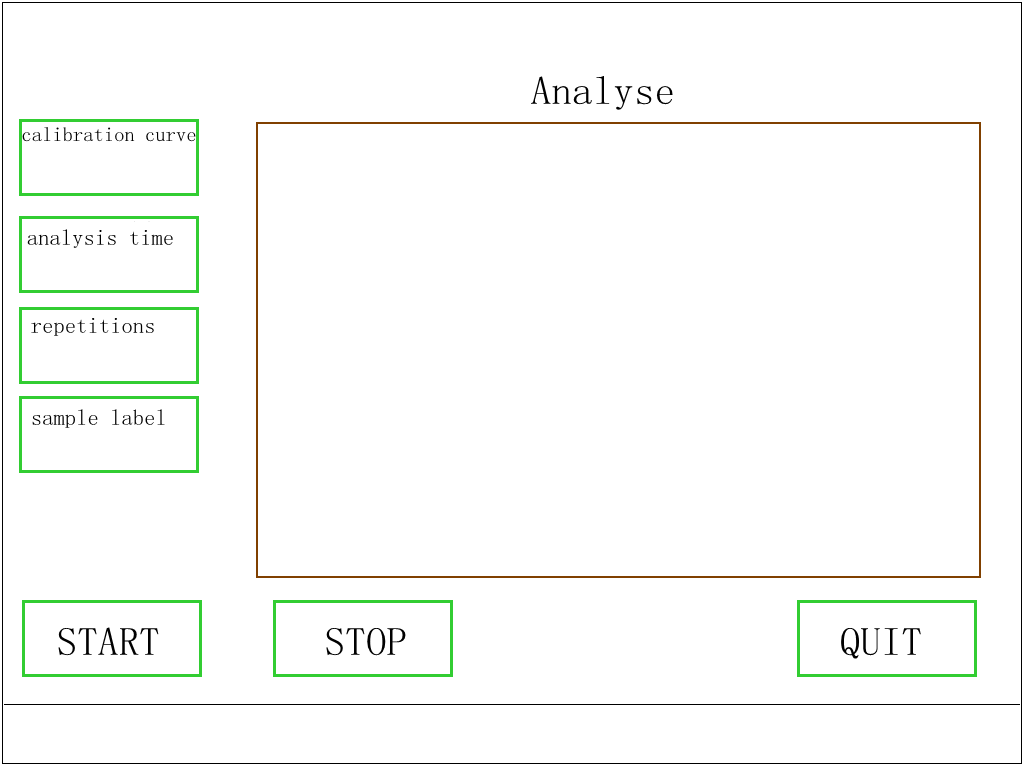 Analyse
calibration curve
analysis time
repetitions
sample label
START
STOP
QUIT